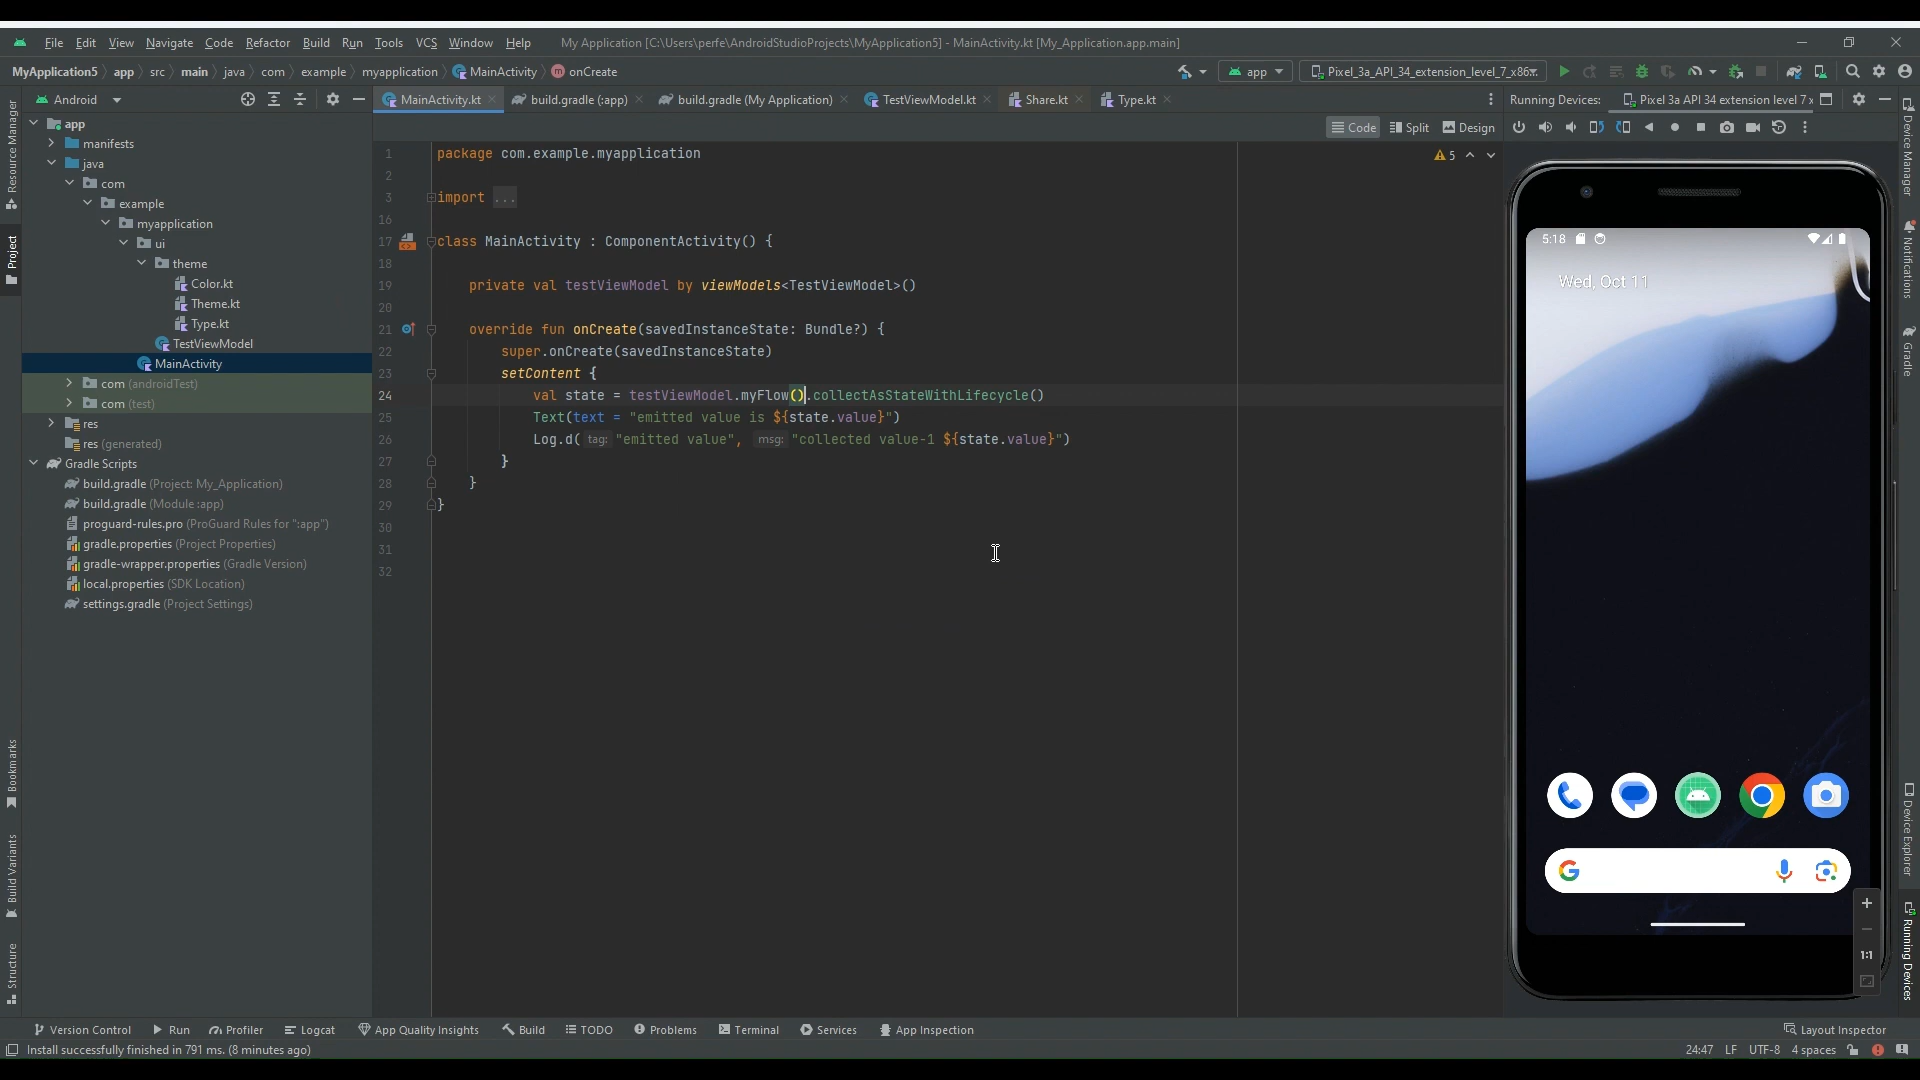 File Edit View Navigate Code Refactor Build Run Tools VCS Window Help My Application [C:\Users\perfe\AndroidStudioProjects\MyApplication5] - MainActivity.kt [My_Application.app.main]
MyApplication5 app src main java com example myapplication MainActivity onCreate app Pixel_3a_API_34_extension_level_7_x86.
Android MainActivity.kt build.gradle (:app) build.gradle (My Application) TestViewModel.kt Share.kt Type.kt Running Devices: Pixel 3a API 34 extension level 7 x
Code Split Design
Resource Manager
Project
Bookmarks
Build Variants
Structure
app
manifests
java
com
example
myapplication
ui
theme
Color.kt
Theme.kt
Type.kt
TestViewModel
MainActivity
com (androidTest)
com (test)
res
res (generated)
Gradle Scripts
build.gradle (Project: My_Application)
build.gradle (Module :app)
proguard-rules.pro (ProGuard Rules for ":app")
gradle.properties (Project Properties)
gradle-wrapper.properties (Gradle Version)
local.properties (SDK Location)
settings.gradle (Project Settings)
1 package com.example.myapplication
2
3 import ...
16
17 class MainActivity : ComponentActivity() {
18
19 private val testViewModel by viewModels<TestViewModel>()
20
21 override fun onCreate(savedInstanceState: Bundle?) {
22 super.onCreate(savedInstanceState)
23 setContent {
24 val state = testViewModel.myFlow().collectAsStateWithLifecycle()
25 Text(text = "emitted value is ${state.value}")
26 Log.d( tag: "emitted value", msg: "collected value-1 ${state.value}")
27 }
28 }
29 }
30
31
32
5
5:18
Wed, Oct 11
G
1:1
Device Manager
Notifications
Gradle
Device Explorer
Running Devices
Version Control Run Profiler Logcat App Quality Insights Build TODO Problems Terminal Services App Inspection Layout Inspector
Install successfully finished in 791 ms. (8 minutes ago) 24:47 LF UTF-8 4 spaces